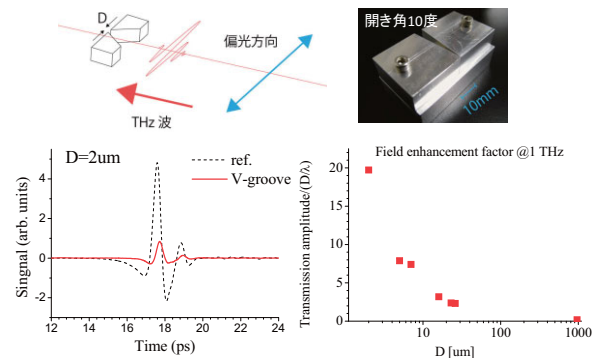 D
偏光方向
THz 波
開き角10度
10mm
D=2um
ref.
V-groove
Singnal (arb. units)
4
2
0
-2
12
14
16
18
20
22
24
Time (ps)
Field enhancement factor @1 THz
Transmission amplitude/(D/λ)
20
15
10
5
0
10
100
1000
D [um]